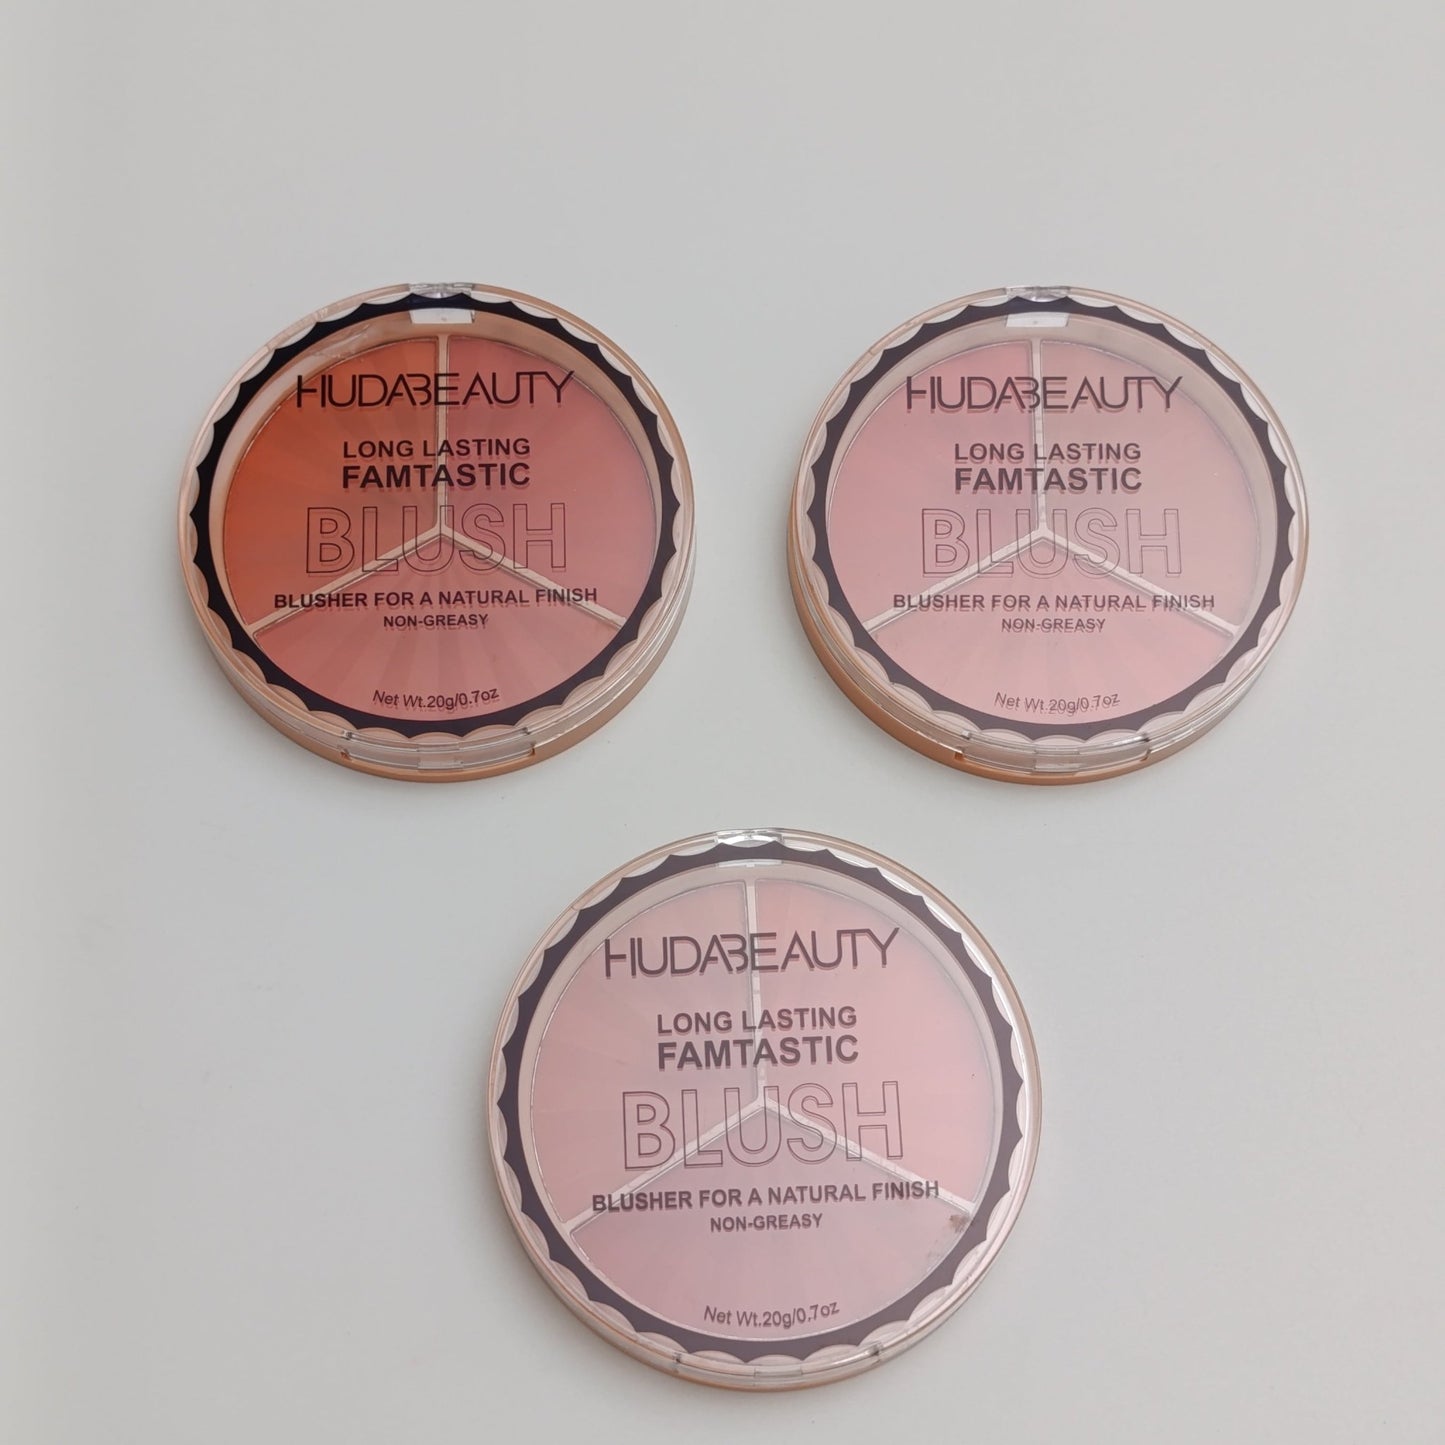 HUDABEAUTY
LONG LASTING
FAMTASTIC
BLUSH
BLUSHER FOR A NATURAL FINISH
NON-GREASY
Net Wt.20g/0.7oz
HUDABEAUTY
LONG LASTING
FAMTASTIC
BLUSH
BLUSHER FOR A NATURAL FINISH
NON-GREASY
Net Wt.20g/0.7oz
HUDABEAUTY
LONG LASTING
FAMTASTIC
BLUSH
BLUSHER FOR A NATURAL FINISH
NON-GREASY
Net Wt.20g/0.7oz